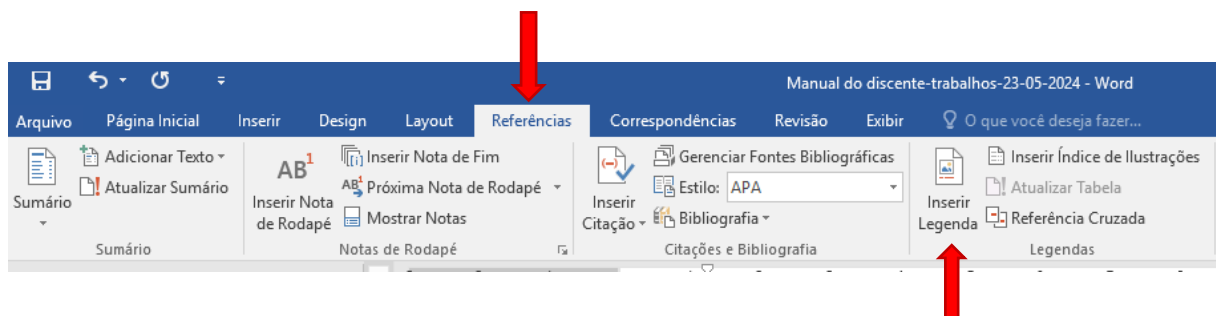 Manual do discente-trabalhos-23-05-2024 - Word
Arquivo Página Inicial Inserir Design Layout Referências Correspondências Revisão Exibir O que você deseja fazer...
Sumário
Adicionar Texto
Atualizar Sumário
Sumário
AB1
Inserir Nota
de Rodapé
Inserir Nota de Fim
Próxima Nota de Rodapé
Mostrar Notas
Notas de Rodapé
Inserir
Citação
Gerenciar Fontes Bibliográficas
Estilo: APA
Bibliografia
Citações e Bibliografia
Inserir
Legenda
Inserir Índice de Ilustrações
Atualizar Tabela
Referência Cruzada
Legendas